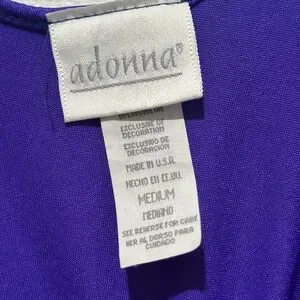 adonna®
EXCLUSIVE OF
DECORATION
EXCLUSIVO DE
DECORACION
MADE IN U.S.A.
HECHO EN EE.UU.
MEDIUM
MEDIANO
SEE REVERSE FOR CARE
VER AL DORSO PARA
CUIDADO